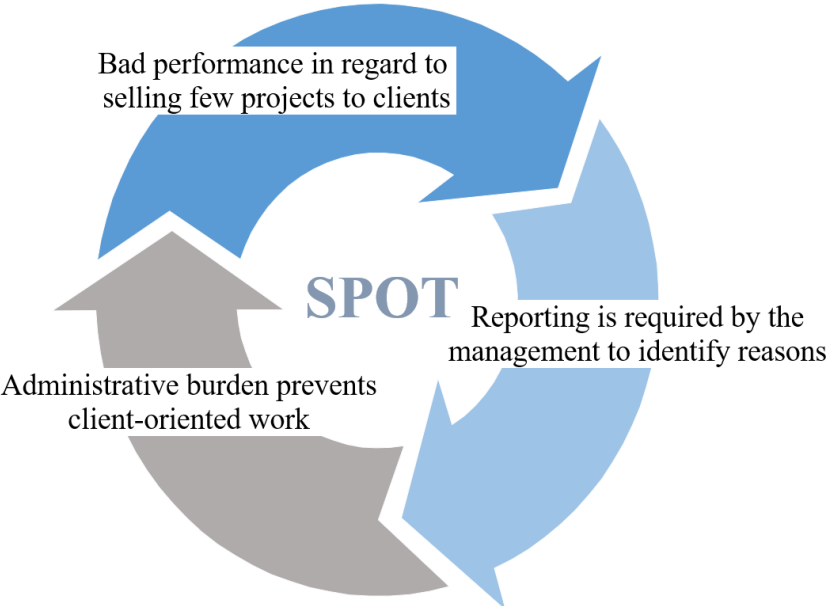 Bad performance in regard to
selling few projects to clients
SPOT
Reporting is required by the
management to identify reasons
Administrative burden prevents
client-oriented work